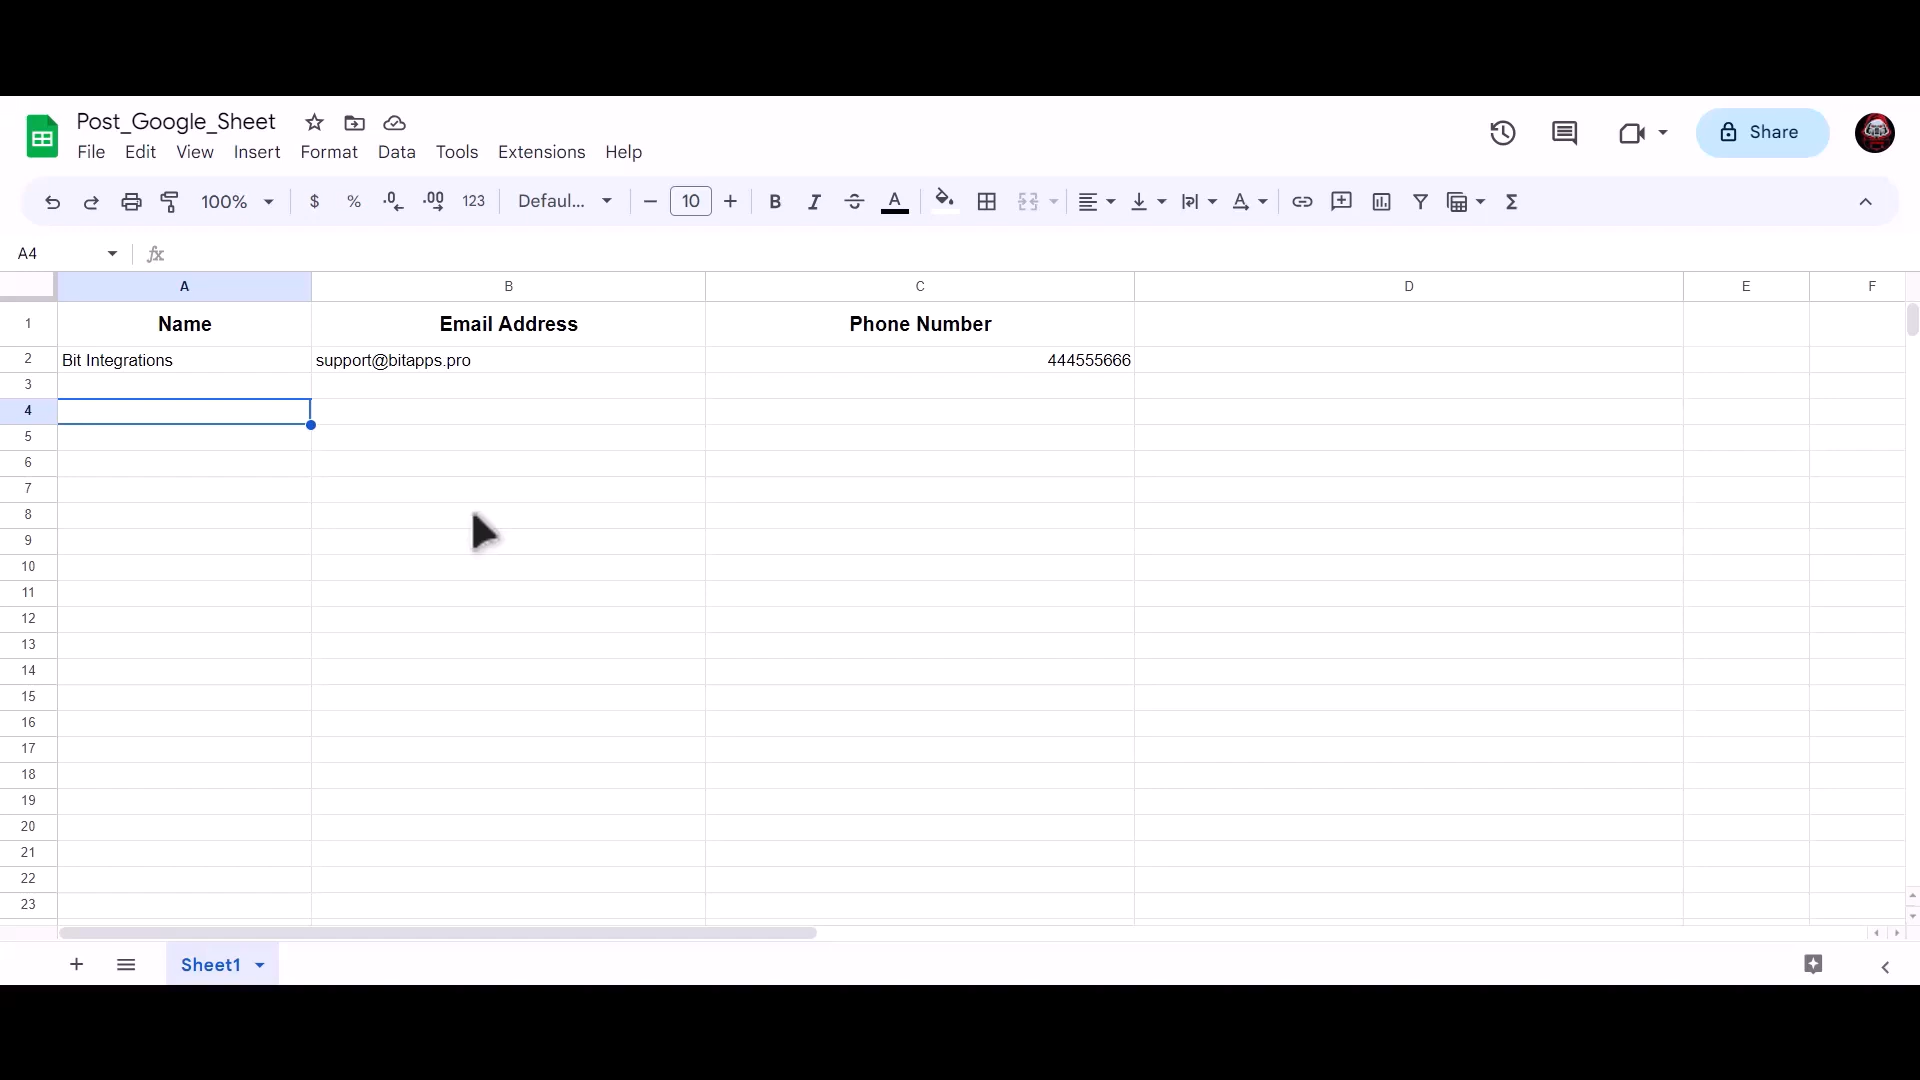 Post_Google_Sheet
File Edit View Insert Format Data Tools Extensions Help
Share
100% $ % .0 .00 123 Defaul... 10 B I A Σ
A4 fx
A B C D E F
1 Name Email Address Phone Number
2 Bit Integrations support@bitapps.pro 444555666
3
4
5
6
7
8
9
10
11
12
13
14
15
16
17
18
19
20
21
22
23
Sheet1